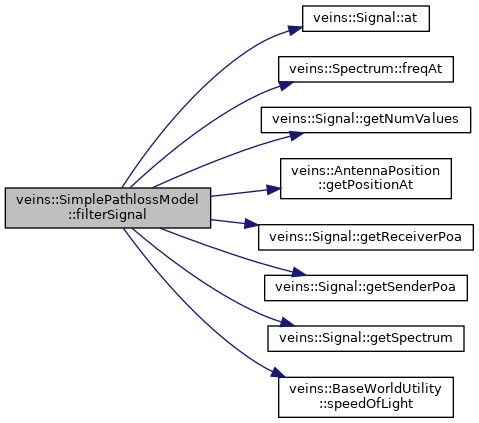 veins::Signal::at
veins::Spectrum::freqAt
veins::Signal::getNumValues
veins::AntennaPosition
::getPositionAt
veins::SimplePathlossModel
::filterSignal
veins::Signal::getReceiverPoa
veins::Signal::getSenderPoa
veins::Signal::getSpectrum
veins::BaseWorldUtility
::speedOfLight